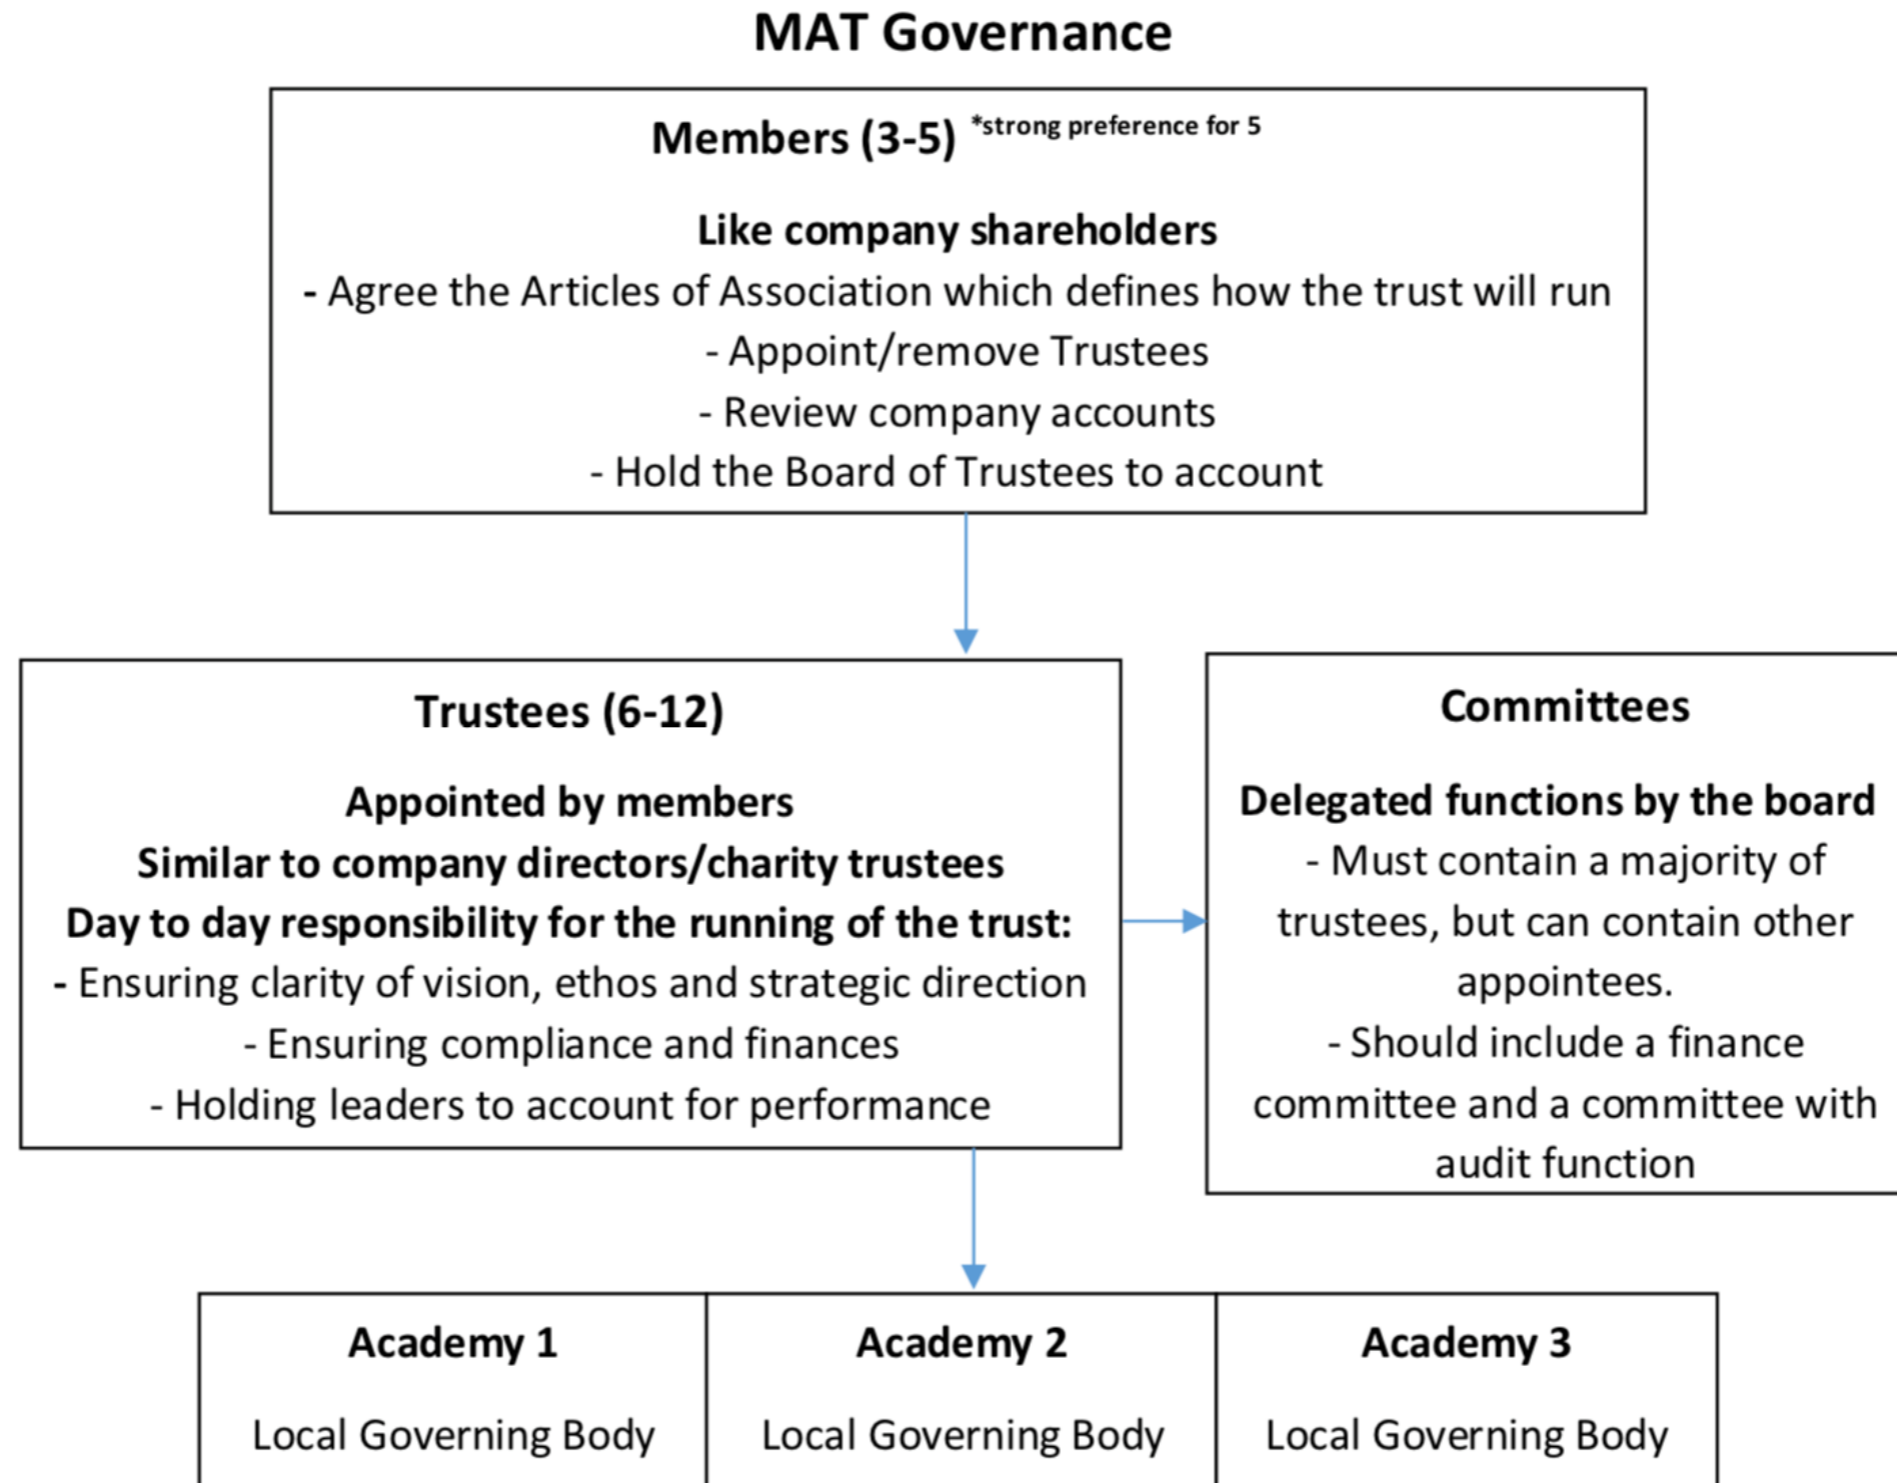 MAT Governance
Members (3-5) *strong preference for 5
Like company shareholders
- Agree the Articles of Association which defines how the trust will run
- Appoint/remove Trustees
- Review company accounts
- Hold the Board of Trustees to account
Trustees (6-12)
Appointed by members
Similar to company directors/charity trustees
Day to day responsibility for the running of the trust:
- Ensuring clarity of vision, ethos and strategic direction
- Ensuring compliance and finances
- Holding leaders to account for performance
Committees
Delegated functions by the board
- Must contain a majority of
trustees, but can contain other
appointees.
- Should include a finance
committee and a committee with
audit function
Academy 1
Local Governing Body
Academy 2
Local Governing Body
Academy 3
Local Governing Body